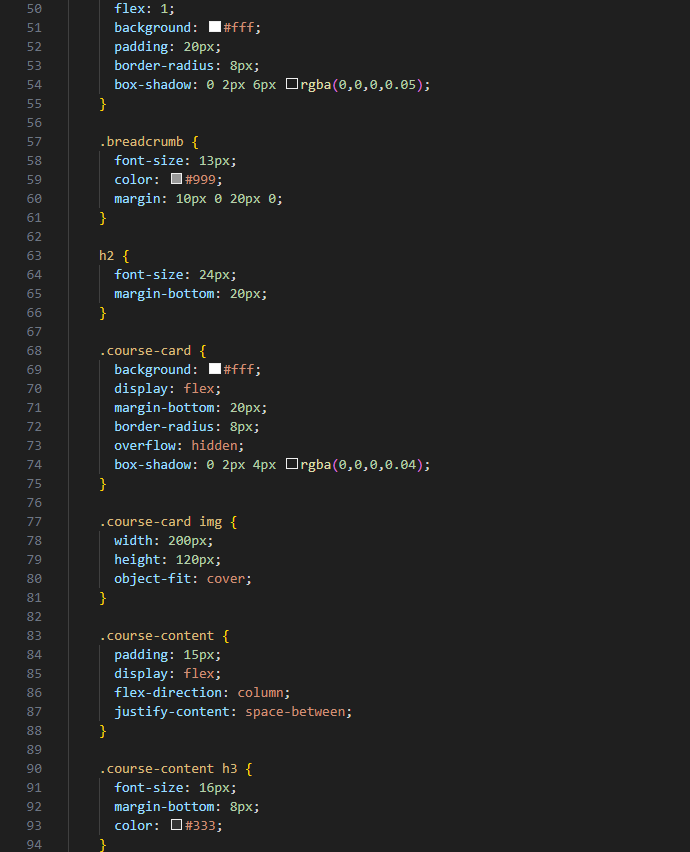 50 flex: 1;
51 background: #fff;
52 padding: 20px;
53 border-radius: 8px;
54 box-shadow: 0 2px 6px rgba(0,0,0,0.05);
55 }
56
57 .breadcrumb {
58 font-size: 13px;
59 color: #999;
60 margin: 10px 0 20px 0;
61 }
62
63 h2 {
64 font-size: 24px;
65 margin-bottom: 20px;
66 }
67
68 .course-card {
69 background: #fff;
70 display: flex;
71 margin-bottom: 20px;
72 border-radius: 8px;
73 overflow: hidden;
74 box-shadow: 0 2px 4px rgba(0,0,0,0.04);
75 }
76
77 .course-card img {
78 width: 200px;
79 height: 120px;
80 object-fit: cover;
81 }
82
83 .course-content {
84 padding: 15px;
85 display: flex;
86 flex-direction: column;
87 justify-content: space-between;
88 }
89
90 .course-content h3 {
91 font-size: 16px;
92 margin-bottom: 8px;
93 color: #333;
94 }